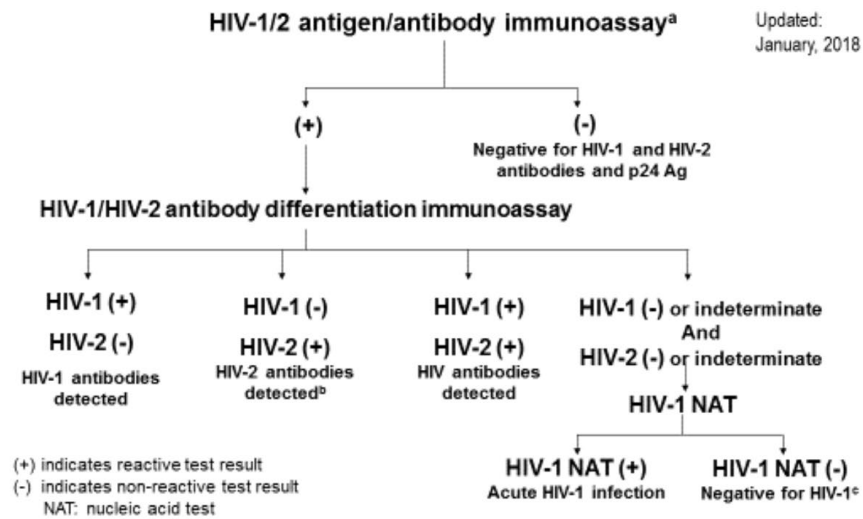 HIV-1/2 antigen/antibody immunoassayᵃ
Updated:
January, 2018
(+)
(-)
Negative for HIV-1 and HIV-2
antibodies and p24 Ag
HIV-1/HIV-2 antibody differentiation immunoassay
HIV-1 (+)
HIV-2 (-)
HIV-1 antibodies
detected
HIV-1 (-)
HIV-2 (+)
HIV-2 antibodies
detectedᵇ
HIV-1 (+)
HIV-2 (+)
HIV antibodies
detected
HIV-1 (-) or indeterminate
And
HIV-2 (-) or indeterminate
HIV-1 NAT
HIV-1 NAT (+)
Acute HIV-1 infection
HIV-1 NAT (-)
Negative for HIV-1ᶜ
(+) indicates reactive test result
(-) indicates non-reactive test result
NAT: nucleic acid test